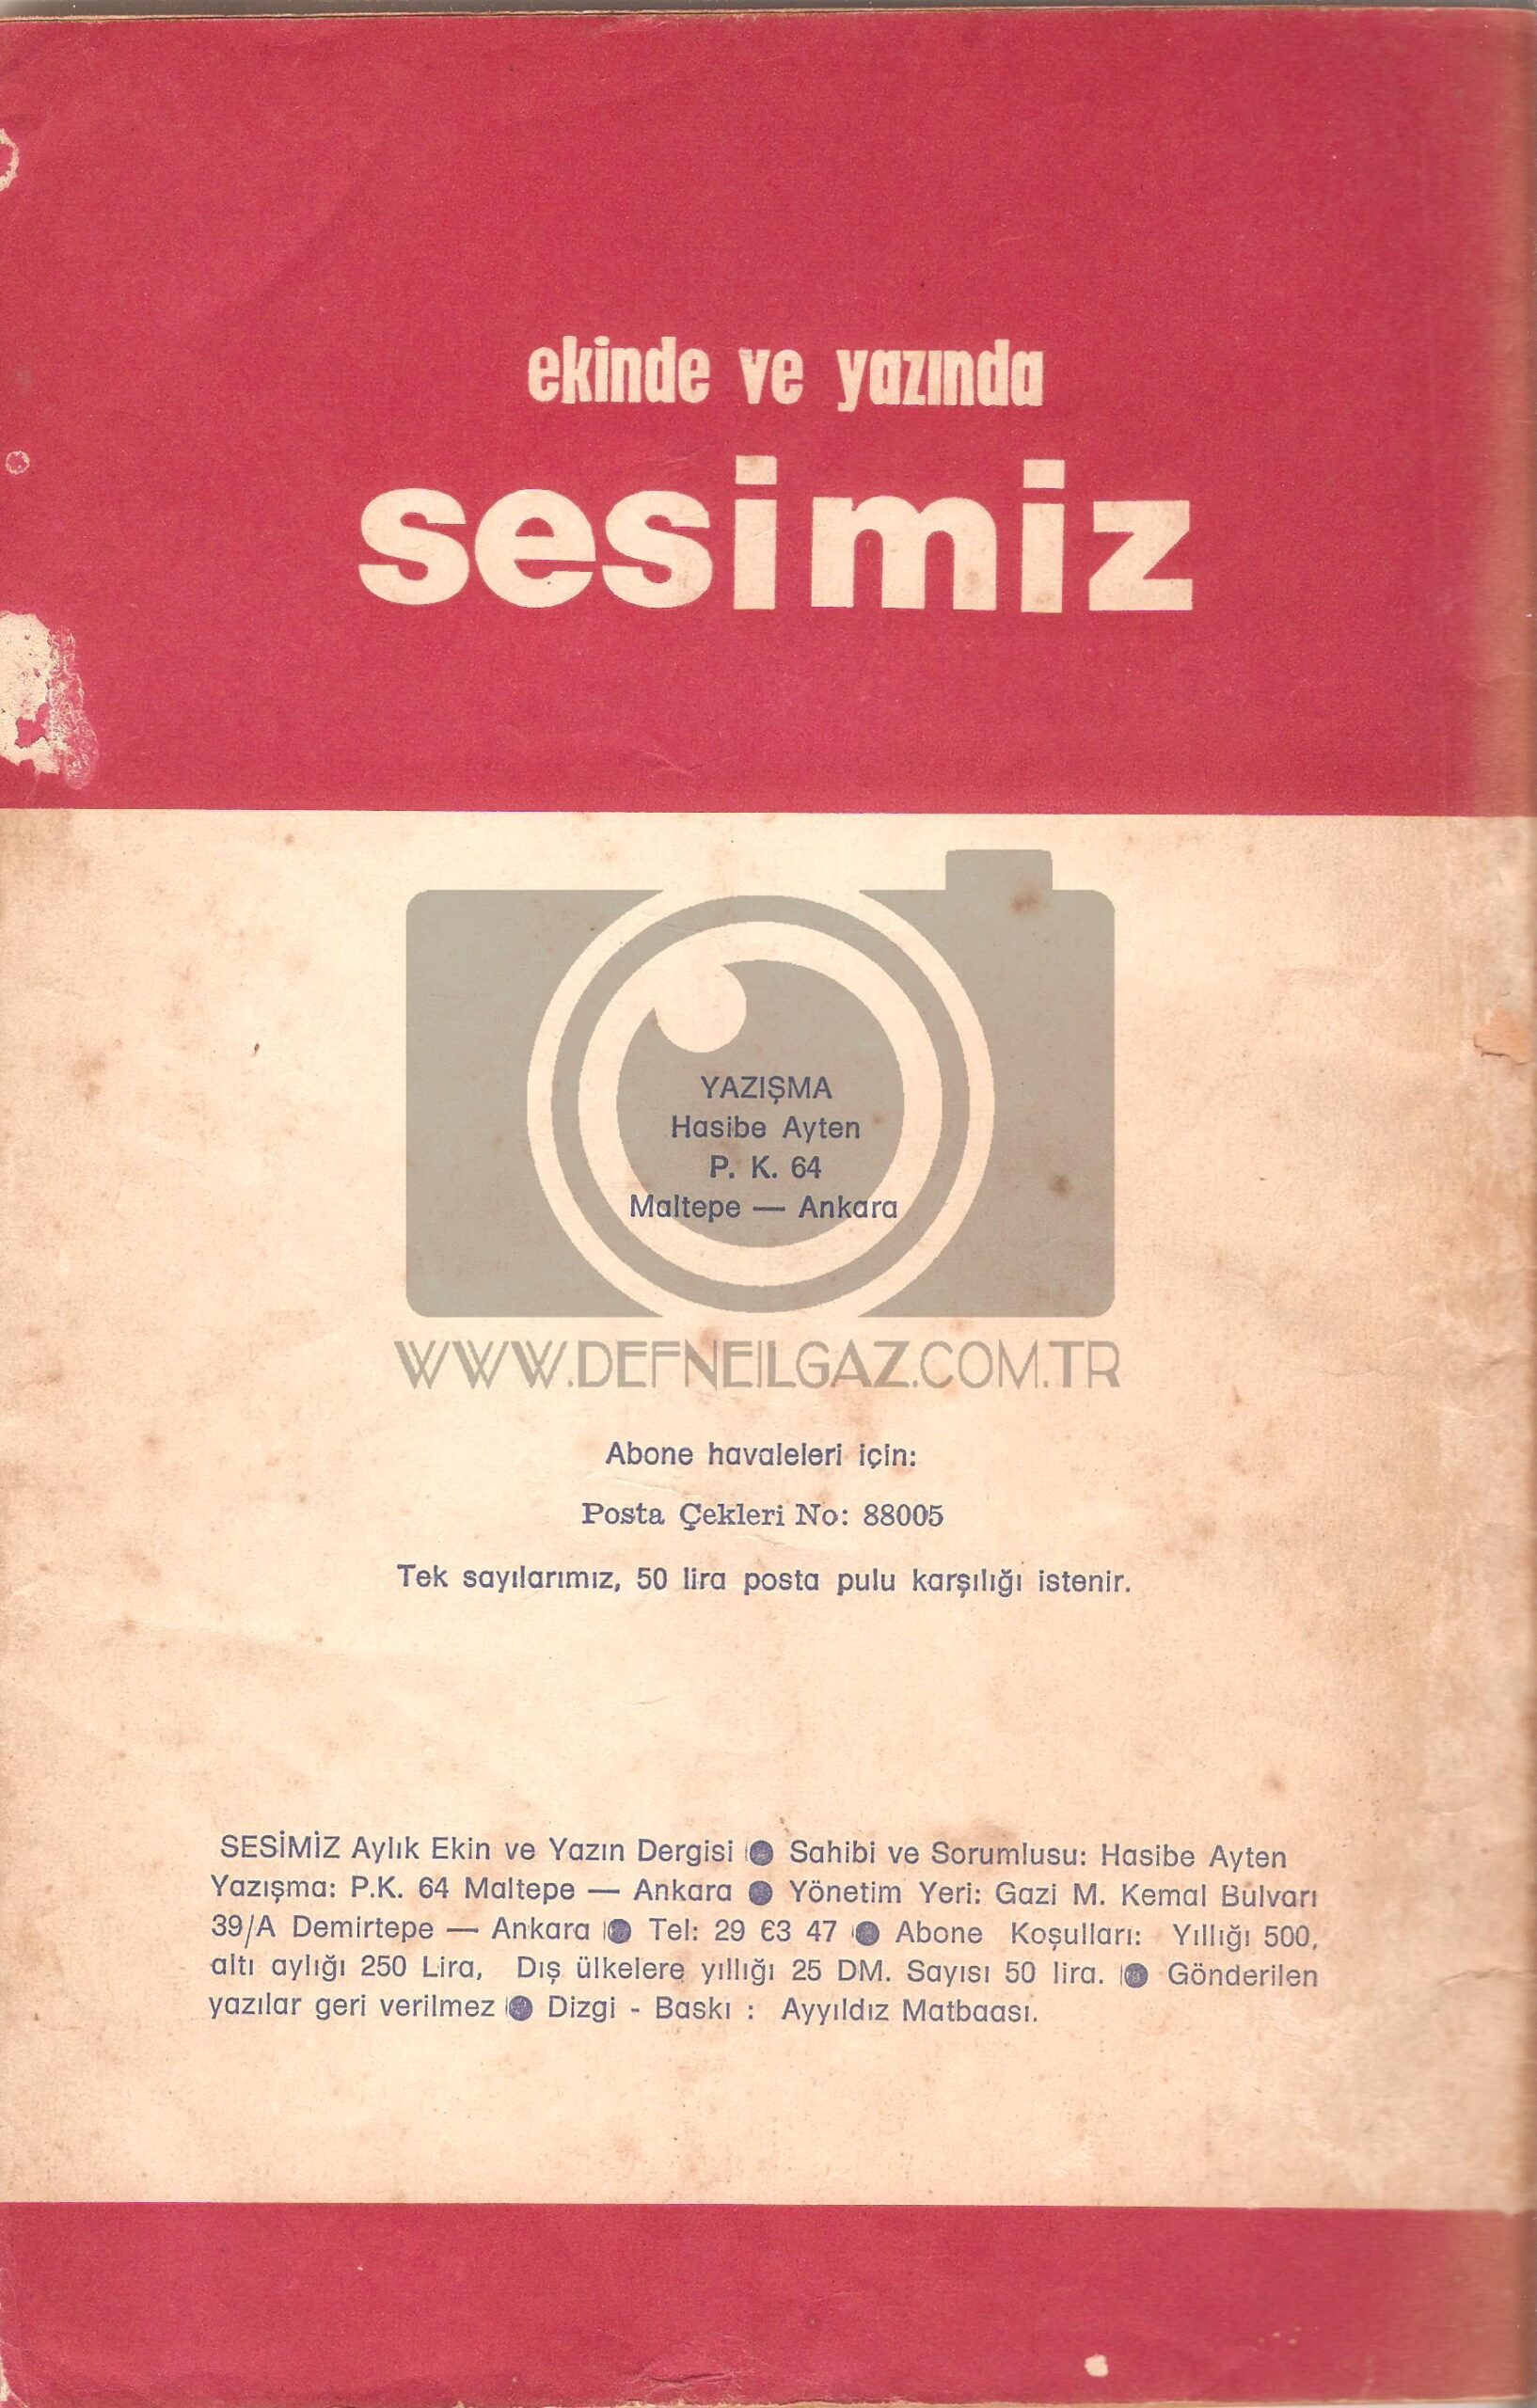 ekinde ve yazında
sesimiz
YAZIŞMA
Hasibe Ayten
P. K. 64
Maltepe — Ankara
WWW.DEFNEILGAZ.COM.TR
Abone havaleleri için:
Posta Çekleri No: 88005
Tek sayılarımız, 50 lira posta pulu karşılığı istenir.
SESİMİZ Aylık Ekin ve Yazın Dergisi ● Sahibi ve Sorumlusu: Hasibe Ayten
Yazışma: P.K. 64 Maltepe — Ankara ● Yönetim Yeri: Gazi M. Kemal Bulvarı
39/A Demirtepe — Ankara ● Tel: 29 63 47 ● Abone Koşulları: Yıllığı 500,
altı aylığı 250 Lira, Dış ülkelere yıllığı 25 DM. Sayısı 50 lira. ● Gönderilen
yazılar geri verilmez ● Dizgi - Baskı : Ayyıldız Matbaası.